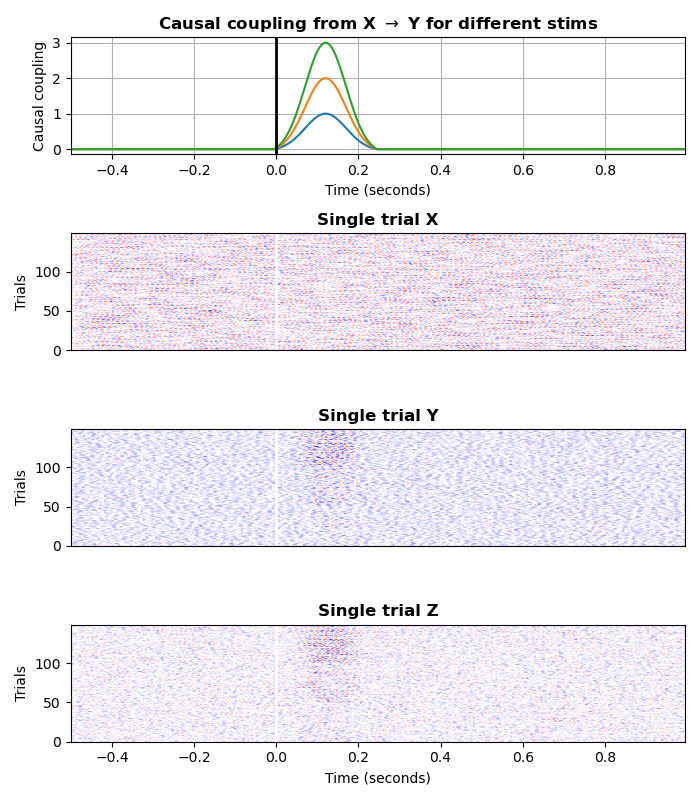 Causal coupling from X → Y for different stims
Causal coupling
3
2
1
0
−0.4 −0.2 0.0 0.2 0.4 0.6 0.8
Time (seconds)
Single trial X
Trials
100
50
0
Single trial Y
Trials
100
50
0
Single trial Z
Trials
100
50
0
−0.4 −0.2 0.0 0.2 0.4 0.6 0.8
Time (seconds)